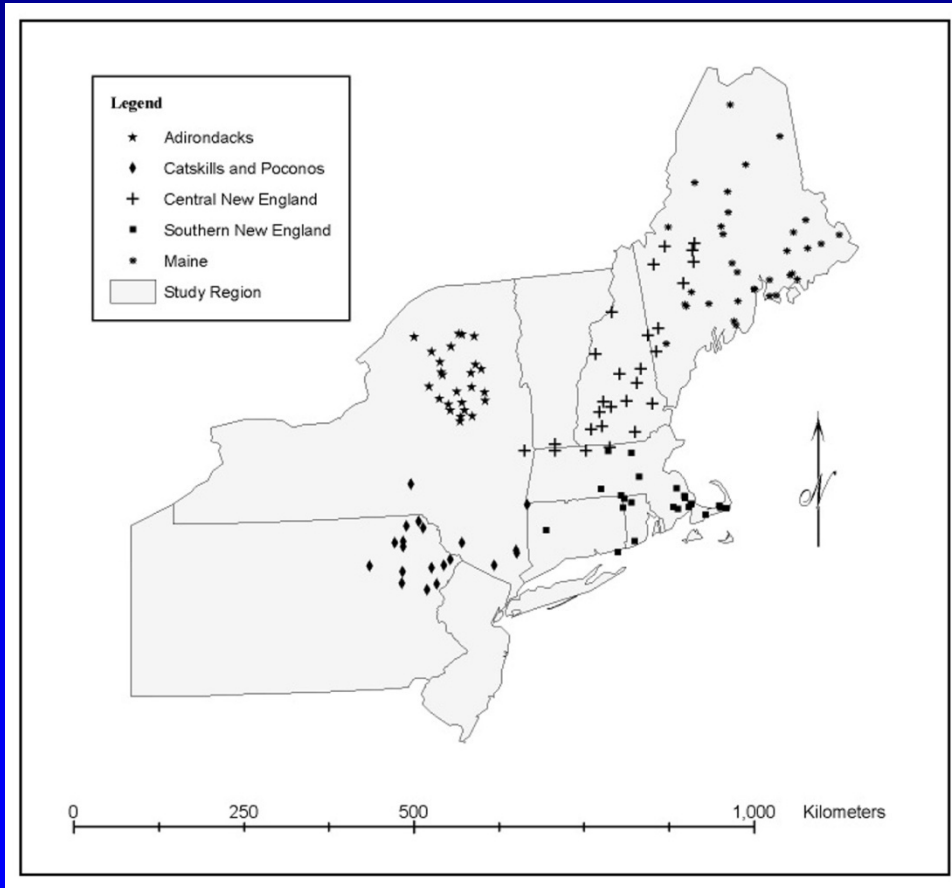 Legend
Adirondacks
Catskills and Poconos
Central New England
Southern New England
Maine
Study Region
N
0 250 500 1,000 Kilometers